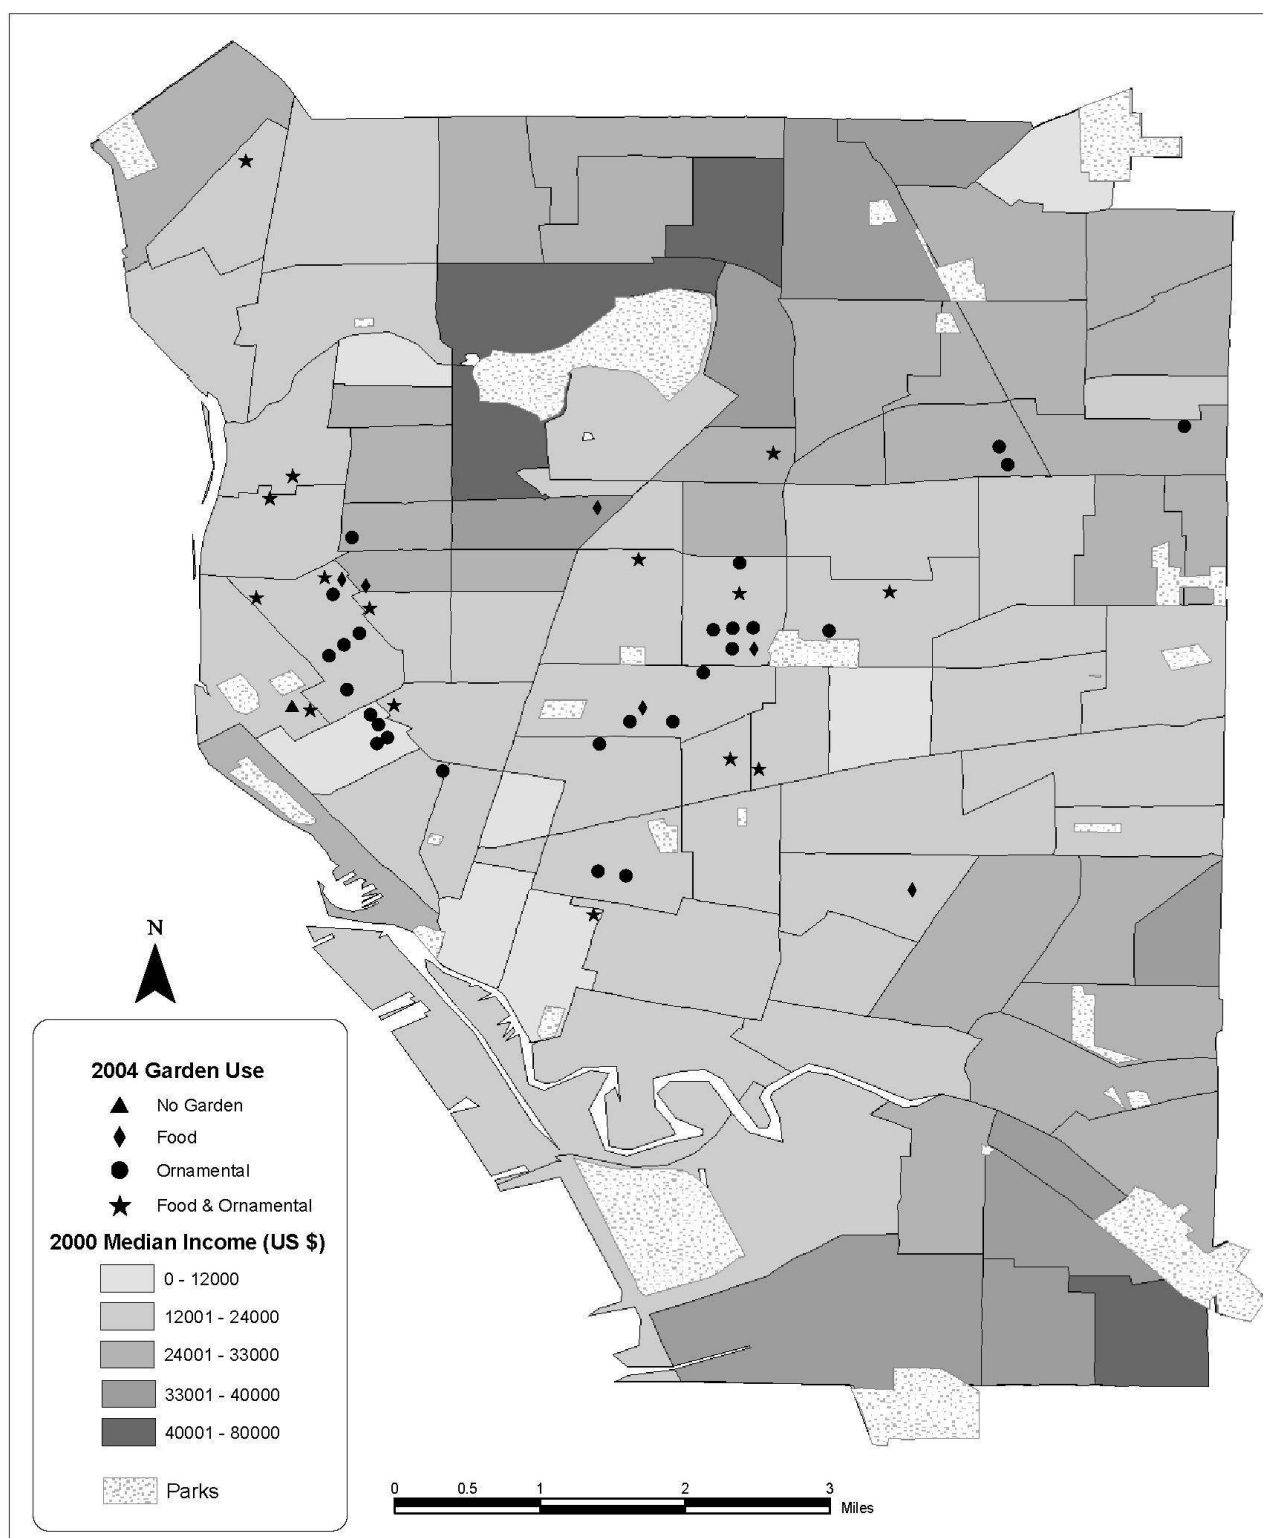 N
2004 Garden Use
No Garden
Food
Ornamental
Food & Ornamental
2000 Median Income (US $)
0 - 12000
12001 - 24000
24001 - 33000
33001 - 40000
40001 - 80000
Parks
0 0.5 1 2 3
Miles